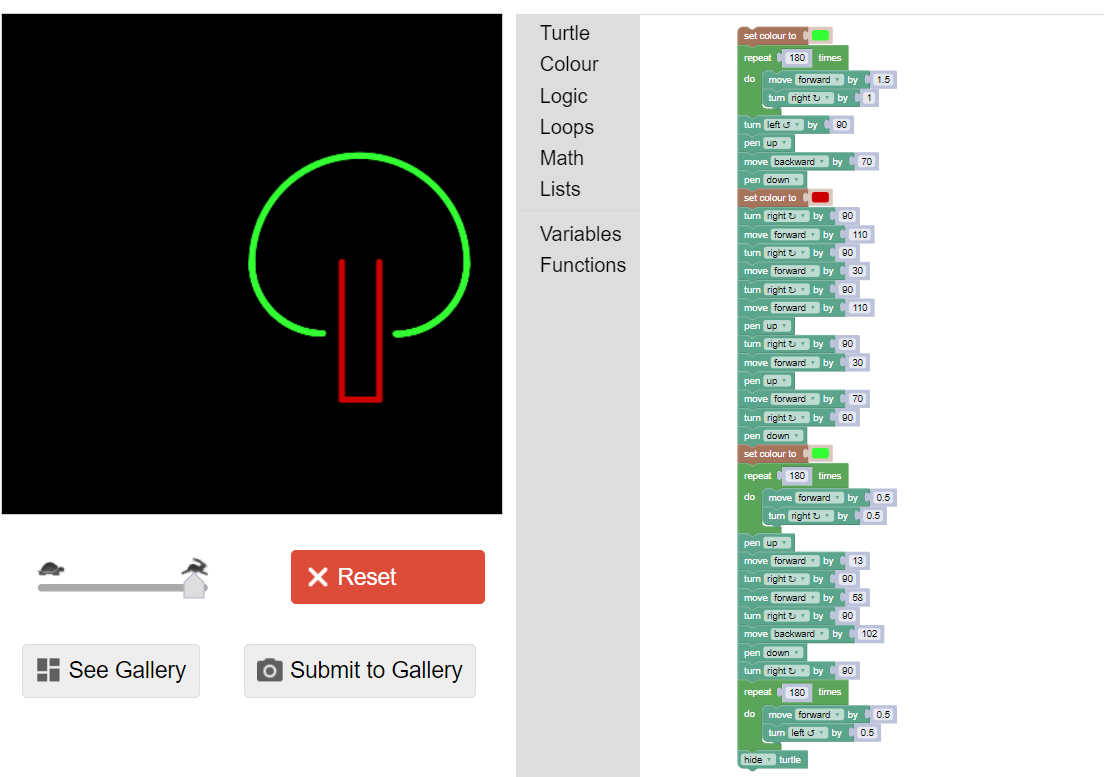 Reset
See Gallery
Submit to Gallery
Turtle
Colour
Logic
Loops
Math
Lists
Variables
Functions
set colour to
repeat 180 times
do move forward by 1.5
turn right ↻ by 1
turn left ↺ by 90
pen up
move backward by 70
pen down
set colour to
turn right ↻ by 90
move forward by 110
turn right ↻ by 90
move forward by 30
turn right ↻ by 90
move forward by 110
pen up
turn right ↻ by 90
move forward by 30
pen up
move forward by 70
turn right ↻ by 90
pen down
set colour to
repeat 180 times
do move forward by 0.5
turn right ↻ by 0.5
pen up
move forward by 13
turn right ↻ by 90
move forward by 58
turn right ↻ by 90
move backward by 102
pen down
turn right ↻ by 90
repeat 180 times
do move forward by 0.5
turn left ↺ by 0.5
hide turtle